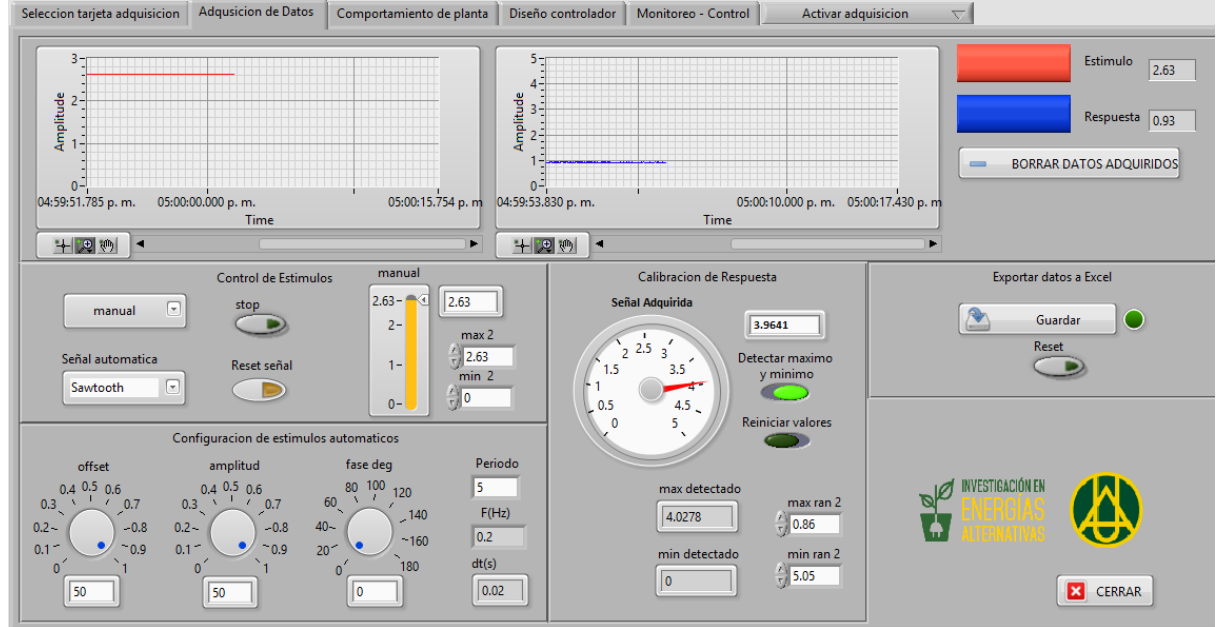 Seleccion tarjeta adquisicion
Adqusicion de Datos
Comportamiento de planta
Diseño controlador
Monitoreo - Control
Activar adquisicion
3
2
1
0
Amplitude
04:59:51.785 p. m.
05:00:00.000 p. m.
05:00:15.754 p. m
Time
5
4
3
2
1
0
Amplitude
04:59:53.830 p. m.
05:00:10.000 p. m.
05:00:17.430 p. m
Time
Estimulo
2.63
Respuesta
0.93
BORRAR DATOS ADQUIRIDOS
Control de Estimulos
manual
stop
Señal automatica
Sawtooth
Reset señal
manual
2.63
2
1
0
2.63
max 2
2.63
min 2
0
Configuracion de estimulos automaticos
offset
0
0.1
0.2
0.3
0.4
0.5
0.6
0.7
0.8
0.9
1
50
amplitud
0
0.1
0.2
0.3
0.4
0.5
0.6
0.7
0.8
0.9
1
50
fase deg
0
20
40
60
80
100
120
140
160
180
0
Periodo
5
F(Hz)
0.2
dt(s)
0.02
Calibracion de Respuesta
Señal Adquirida
0
0.5
1
1.5
2
2.5
3
3.5
4
4.5
5
3.9641
Detectar maximo
y minimo
Reiniciar valores
max detectado
4.0278
min detectado
0
max ran 2
0.86
min ran 2
5.05
Exportar datos a Excel
Guardar
Reset
INVESTIGACIÓN EN
ENERGÍAS
ALTERNATIVAS
CERRAR